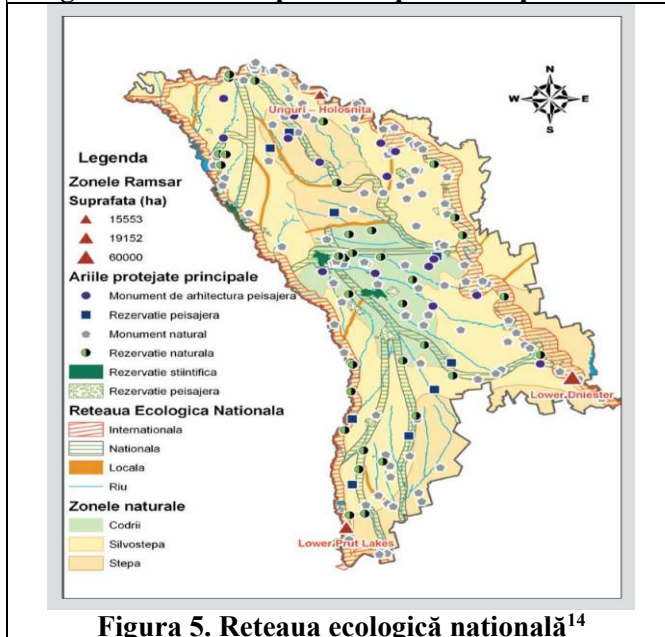 N
W E
S
Unguri – Holosnita
Legenda
Zonele Ramsar
Suprafata (ha)
15553
19152
60000
Ariile protejate principale
Monument de arhitectura peisajera
Rezervatie peisajera
Monument natural
Rezervatie naturala
Rezervatie stiintifica
Rezervatie peisajera
Reteaua Ecologica Nationala
Internationala
Nationala
Locala
Riu
Zonele naturale
Codrii
Silvostepa
Stepa
Lower Dniester
Lower Prut Lakes
Figura 5. Rețeaua ecologică națională¹⁴